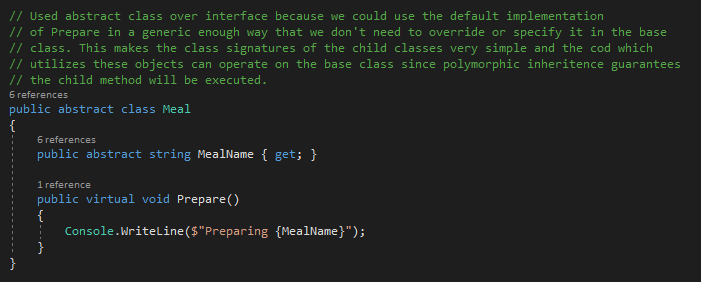 // Used abstract class over interface because we could use the default implementation
// of Prepare in a generic enough way that we don't need to override or specify it in the base
// class. This makes the class signatures of the child classes very simple and the cod which
// utilizes these objects can operate on the base class since polymorphic inheritence guarantees
// the child method will be executed.
6 references
public abstract class Meal
{
6 references
public abstract string MealName { get; }
1 reference
public virtual void Prepare()
{
Console.WriteLine($"Preparing {MealName}");
}
}